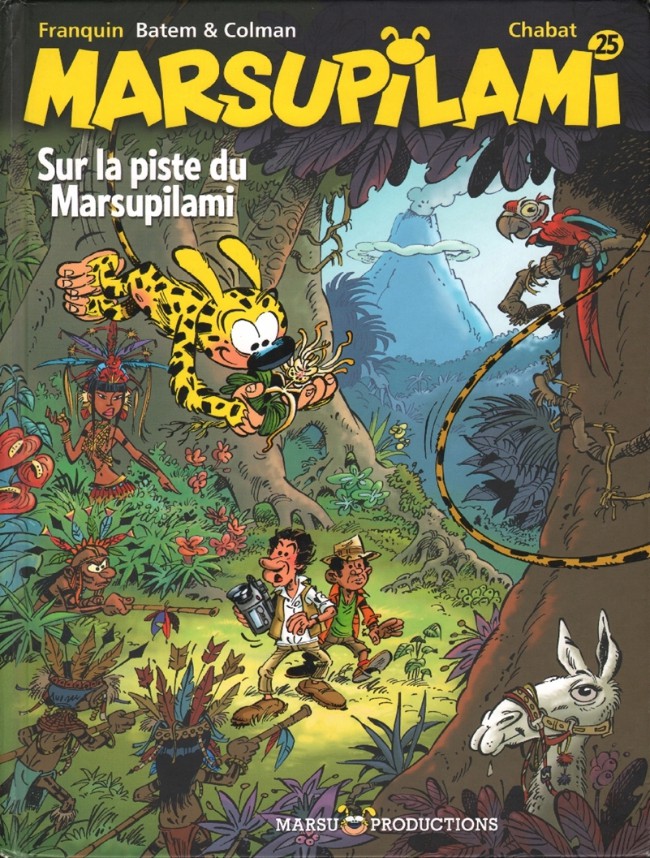 Franquin Batem & Colman Chabat
25
MARSUPiLAMi
Sur la piste du
Marsupilami
MARSU PRODUCTIONS